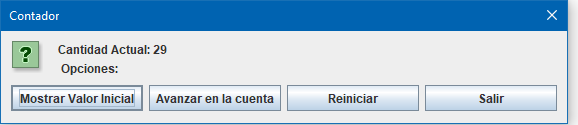 Contador
Cantidad Actual: 29
Opciones:
Mostrar Valor Inicial Avanzar en la cuenta Reiniciar Salir